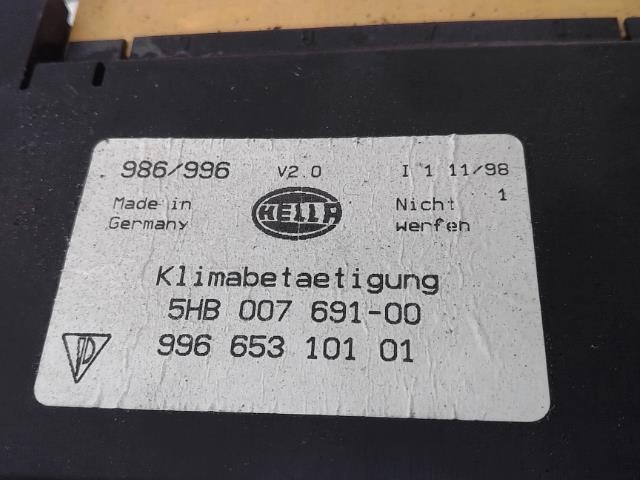 986/996 V2.0 I 1 11/98
Made in Germany HELLA Nicht werfen 1
Klimabetaetigung
5HB 007 691-00
996 653 101 01